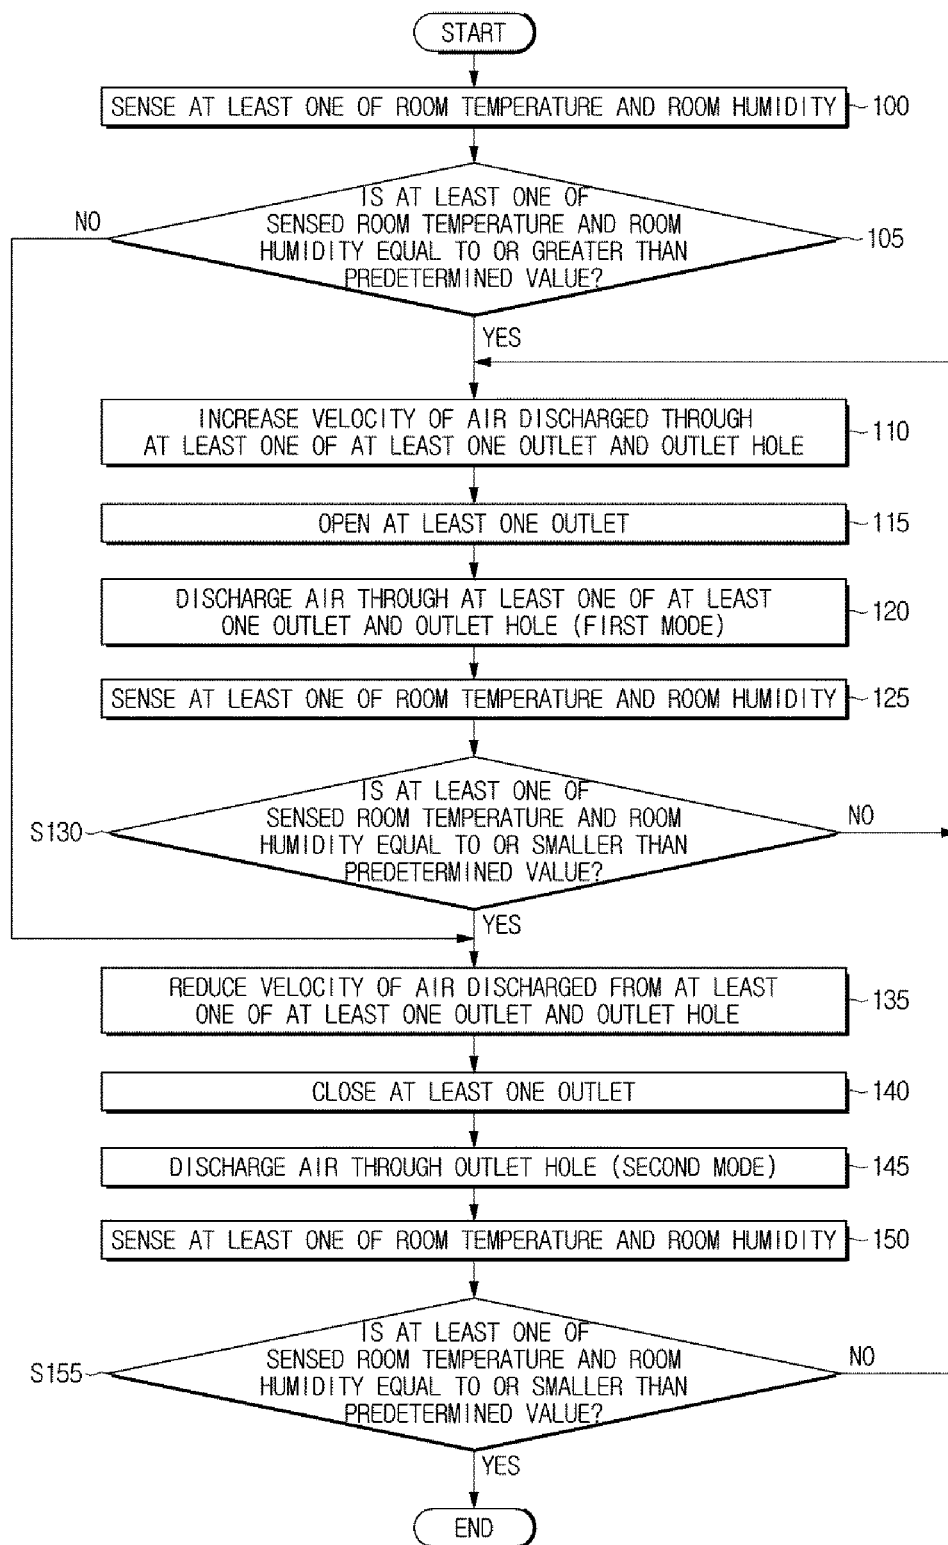 START
SENSE AT LEAST ONE OF ROOM TEMPERATURE AND ROOM HUMIDITY
100
IS AT LEAST ONE OF
SENSED ROOM TEMPERATURE AND ROOM
HUMIDITY EQUAL TO OR GREATER THAN
PREDETERMINED VALUE?
NO
105
YES
INCREASE VELOCITY OF AIR DISCHARGED THROUGH
AT LEAST ONE OF AT LEAST ONE OUTLET AND OUTLET HOLE
110
OPEN AT LEAST ONE OUTLET
115
DISCHARGE AIR THROUGH AT LEAST ONE OF AT LEAST
ONE OUTLET AND OUTLET HOLE (FIRST MODE)
120
SENSE AT LEAST ONE OF ROOM TEMPERATURE AND ROOM HUMIDITY
125
IS AT LEAST ONE OF
SENSED ROOM TEMPERATURE AND ROOM
HUMIDITY EQUAL TO OR SMALLER THAN
PREDETERMINED VALUE?
S130
NO
YES
REDUCE VELOCITY OF AIR DISCHARGED FROM AT LEAST
ONE OF AT LEAST ONE OUTLET AND OUTLET HOLE
135
CLOSE AT LEAST ONE OUTLET
140
DISCHARGE AIR THROUGH OUTLET HOLE (SECOND MODE)
145
SENSE AT LEAST ONE OF ROOM TEMPERATURE AND ROOM HUMIDITY
150
IS AT LEAST ONE OF
SENSED ROOM TEMPERATURE AND ROOM
HUMIDITY EQUAL TO OR SMALLER THAN
PREDETERMINED VALUE?
S155
NO
YES
END